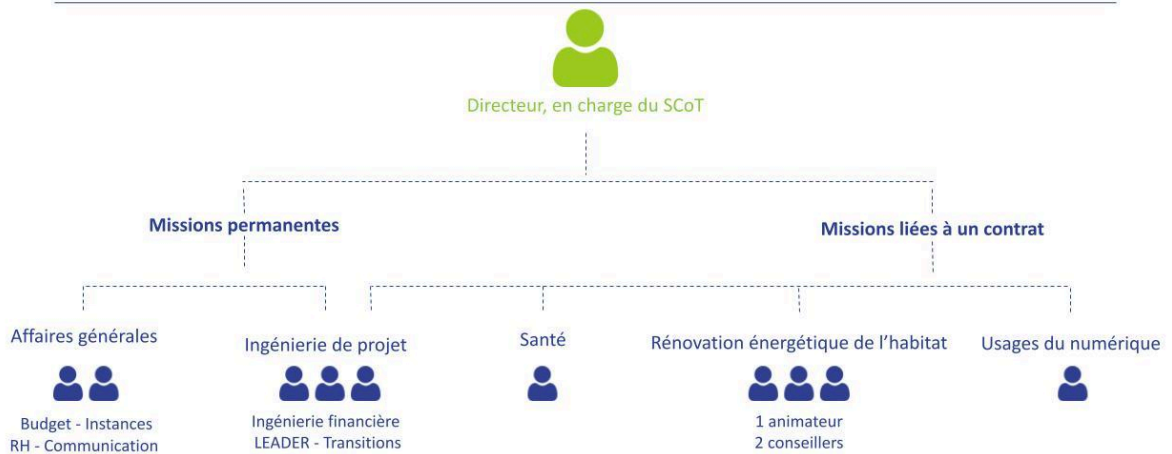 Directeur, en charge du SCoT
Missions permanentes
Missions liées à un contrat
Affaires générales
Budget - Instances
RH - Communication
Ingénierie de projet
Ingénierie financière
LEADER - Transitions
Santé
Rénovation énergétique de l’habitat
1 animateur
2 conseillers
Usages du numérique